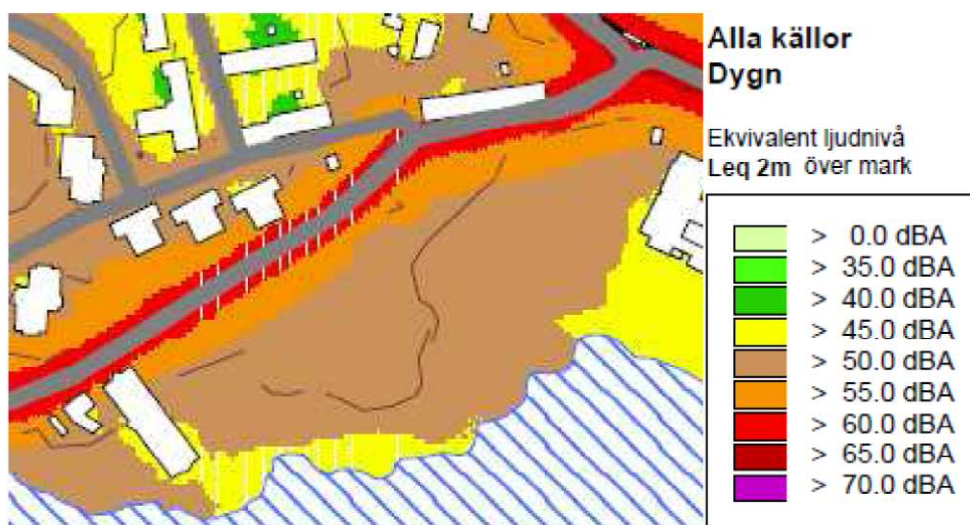 Alla källor
Dygn
Ekvivalent ljudnivå
Leq 2m över mark
> 0.0 dBA
> 35.0 dBA
> 40.0 dBA
> 45.0 dBA
> 50.0 dBA
> 55.0 dBA
> 60.0 dBA
> 65.0 dBA
> 70.0 dBA